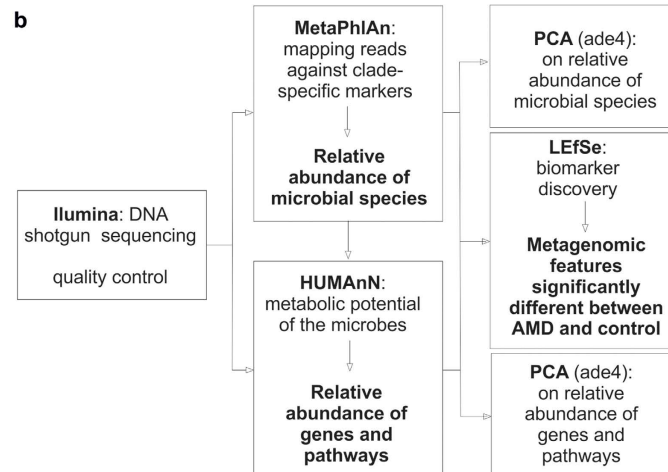 b
MetaPhlAn:
mapping reads
against clade-
specific markers
Relative
abundance of
microbial species
Ilumina: DNA
shotgun sequencing
quality control
HUMAnN:
metabolic potential
of the microbes
Relative
abundance of
genes and
pathways
PCA (ade4):
on relative
abundance of
microbial species
LEfSe:
biomarker
discovery
Metagenomic
features
significantly
different between
AMD and control
PCA (ade4):
on relative
abundance of
genes and
pathways